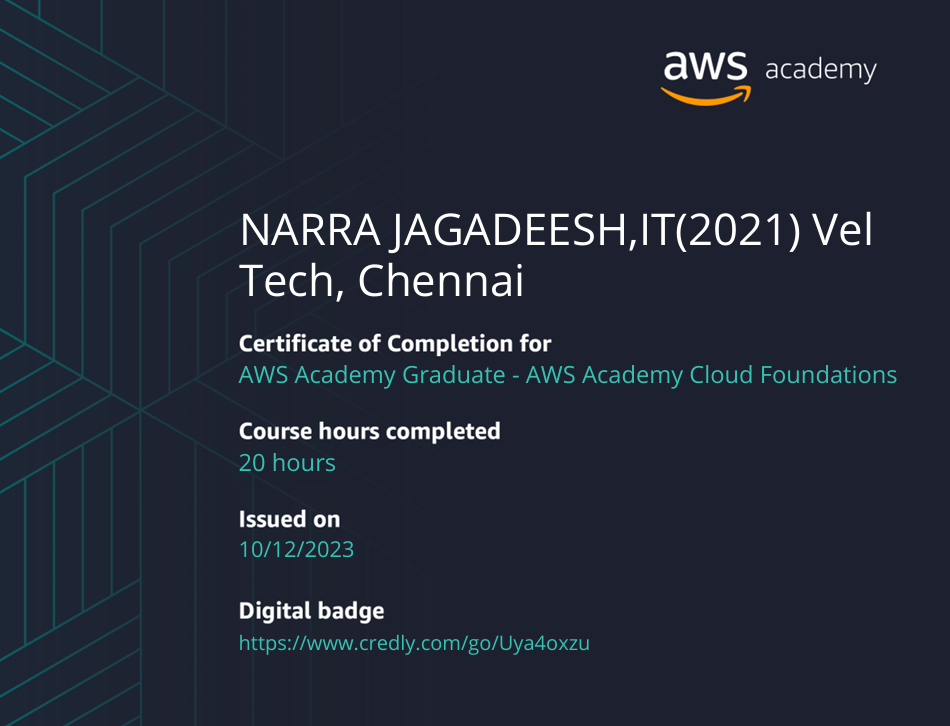 aws academy
NARRA JAGADEESH,IT(2021) Vel
Tech, Chennai
Certificate of Completion for
AWS Academy Graduate - AWS Academy Cloud Foundations
Course hours completed
20 hours
Issued on
10/12/2023
Digital badge
https://www.credly.com/go/Uya4oxzu